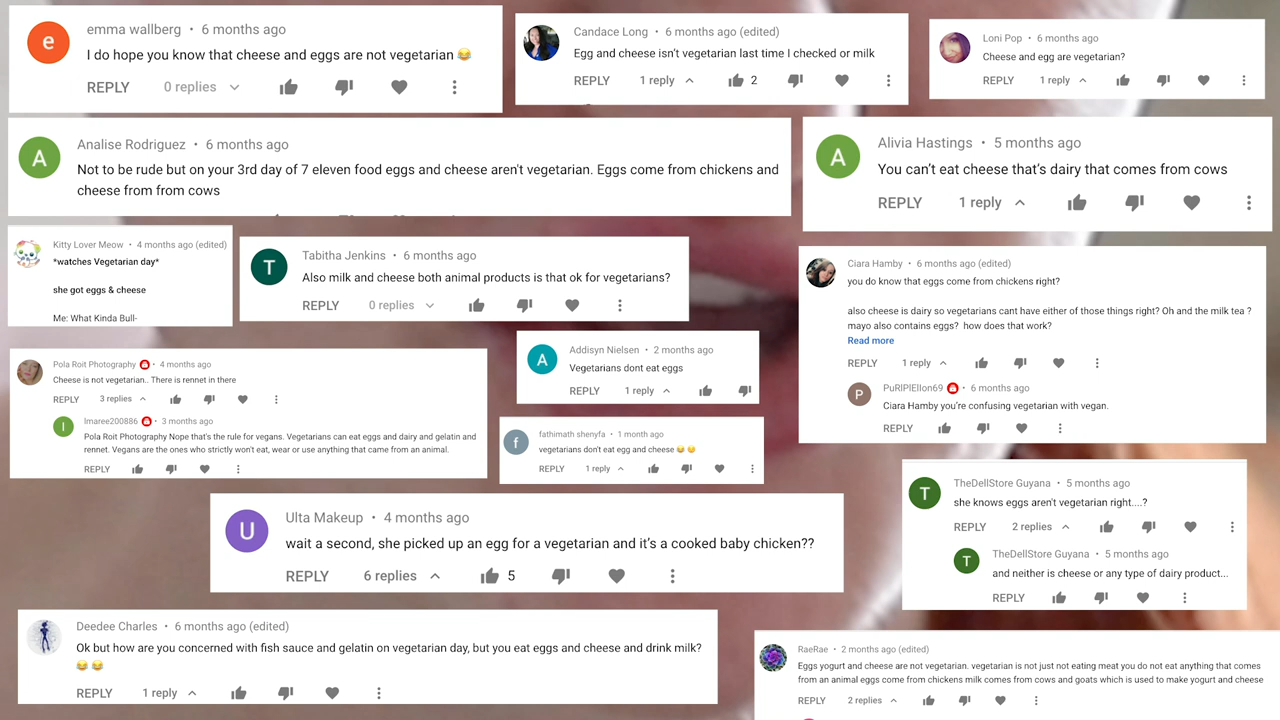 emma wallberg • 6 months ago
I do hope you know that cheese and eggs are not vegetarian 😂
REPLY 0 replies
Candace Long • 6 months ago (edited)
Egg and cheese isn't vegetarian last time I checked or milk
REPLY 1 reply 2
Loni Pop • 6 months ago
Cheese and egg are vegetarian?
REPLY 1 reply
A
Analise Rodriguez • 6 months ago
Not to be rude but on your 3rd day of 7 eleven food eggs and cheese aren't vegetarian. Eggs come from chickens and
cheese from from cows
A
Alivia Hastings • 5 months ago
You can't eat cheese that's dairy that comes from cows
REPLY 1 reply
Kitty Lover Meow • 4 months ago (edited)
*watches Vegetarian day*
she got eggs & cheese
Me: What Kinda Bull-
T
Tabitha Jenkins • 6 months ago
Also milk and cheese both animal products is that ok for vegetarians?
REPLY 0 replies
Ciara Hamby • 6 months ago (edited)
you do know that eggs come from chickens right?
also cheese is dairy so vegetarians cant have either of those things right? Oh and the milk tea ?
mayo also contains eggs? how does that work?
Read more
REPLY 1 reply
P
PuRIPlEIIon69 • 6 months ago
Ciara Hamby you're confusing vegetarian with vegan.
REPLY
Pola Roit Photography • 4 months ago
Cheese is not vegetarian.. There is rennet in there
REPLY 3 replies
lmaree200886 • 3 months ago
Pola Roit Photography Nope that's the rule for vegans. Vegetarians can eat eggs and dairy and gelatin and
rennet. Vegans are the ones who strictly won't eat, wear or use anything that came from an animal.
REPLY
A
Addisyn Nielsen • 2 months ago
Vegetarians dont eat eggs
REPLY 1 reply
f
fathimath shenyfa • 1 month ago
vegetarians don't eat egg and cheese 😂 😊
REPLY 1 reply
T
TheDellStore Guyana • 5 months ago
she knows eggs aren't vegetarian right....?
REPLY 2 replies
T
TheDellStore Guyana • 5 months ago
and neither is cheese or any type of dairy product...
REPLY
U
Ulta Makeup • 4 months ago
wait a second, she picked up an egg for a vegetarian and it's a cooked baby chicken??
REPLY 6 replies 5
Deedee Charles • 6 months ago (edited)
Ok but how are you concerned with fish sauce and gelatin on vegetarian day, but you eat eggs and cheese and drink milk?
😂 😂
REPLY 1 reply
RaeRae • 2 months ago (edited)
Eggs yogurt and cheese are not vegetarian. vegetarian is not just not eating meat you do not eat anything that comes
from an animal eggs come from chickens milk comes from cows and goats which is used to make yogurt and cheese
REPLY 2 replies